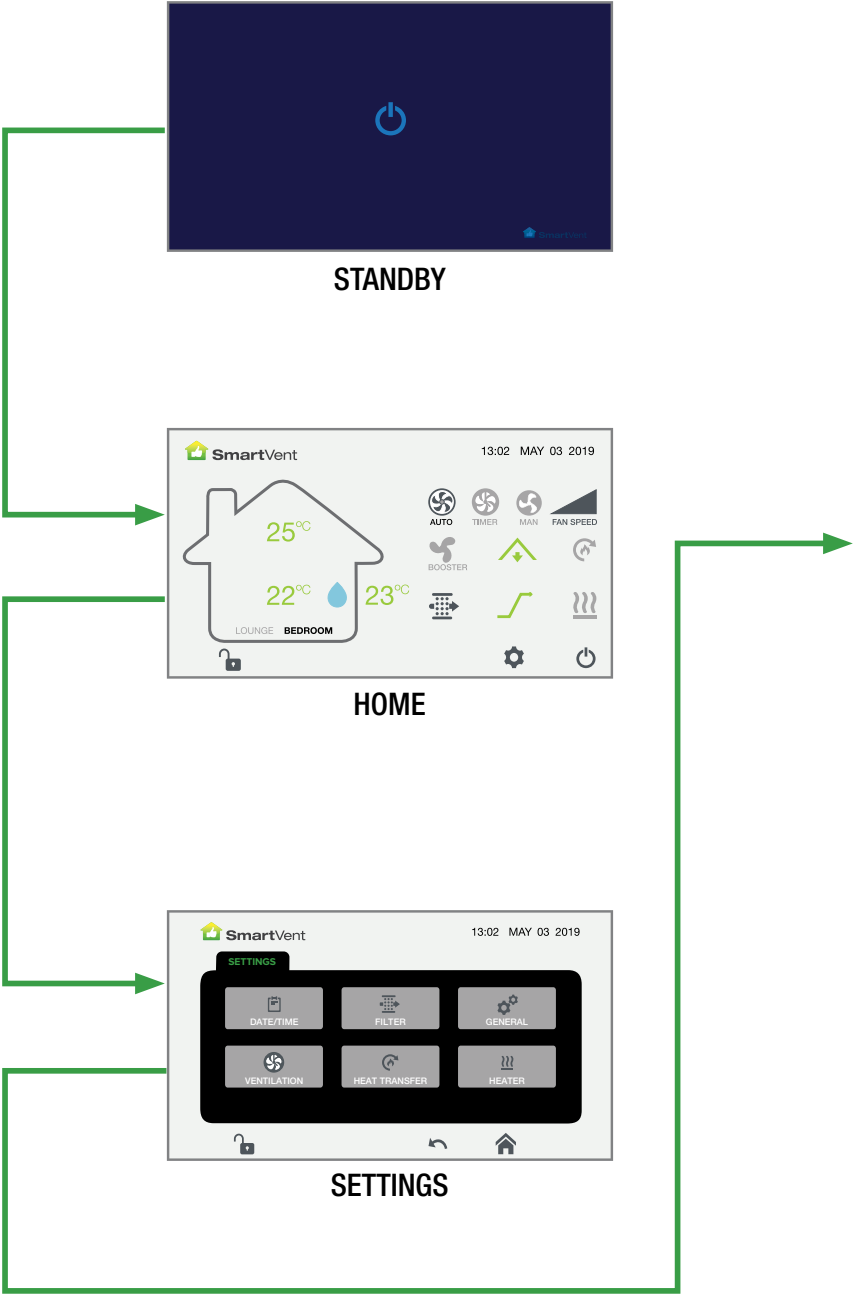 SmartVent
STANDBY
SmartVent 13:02 MAY 03 2019
25°C
AUTO TIMER MAN FAN SPEED
BOOSTER
22°C 23°C
LOUNGE BEDROOM
HOME
SmartVent 13:02 MAY 03 2019
SETTINGS
DATE/TIME FILTER GENERAL
VENTILATION HEAT TRANSFER HEATER
SETTINGS